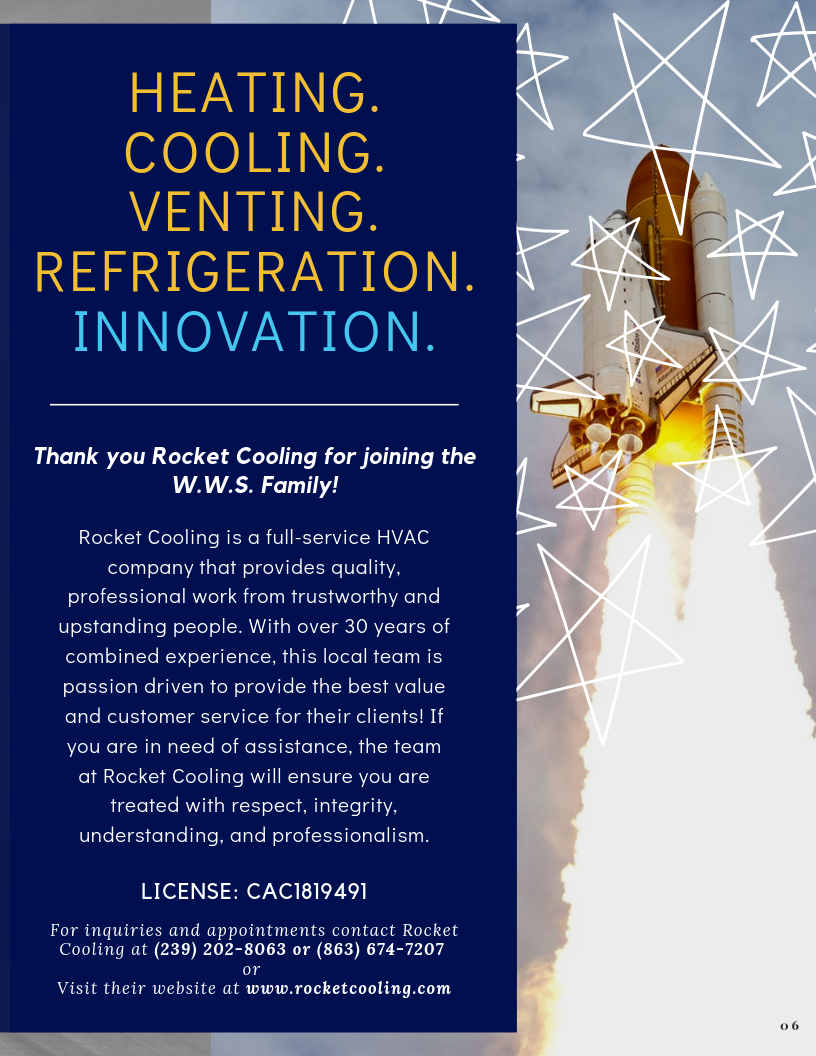 HEATING.
COOLING.
VENTING.
REFRIGERATION.
INNOVATION.
Thank you Rocket Cooling for joining the
W.W.S. Family!
Rocket Cooling is a full-service HVAC
company that provides quality,
professional work from trustworthy and
upstanding people. With over 30 years of
combined experience, this local team is
passion driven to provide the best value
and customer service for their clients! If
you are in need of assistance, the team
at Rocket Cooling will ensure you are
treated with respect, integrity,
understanding, and professionalism.
LICENSE: CAC1819491
For inquiries and appointments contact Rocket
Cooling at (239) 202-8063 or (863) 674-7207
or
Visit their website at www.rocketcooling.com
06